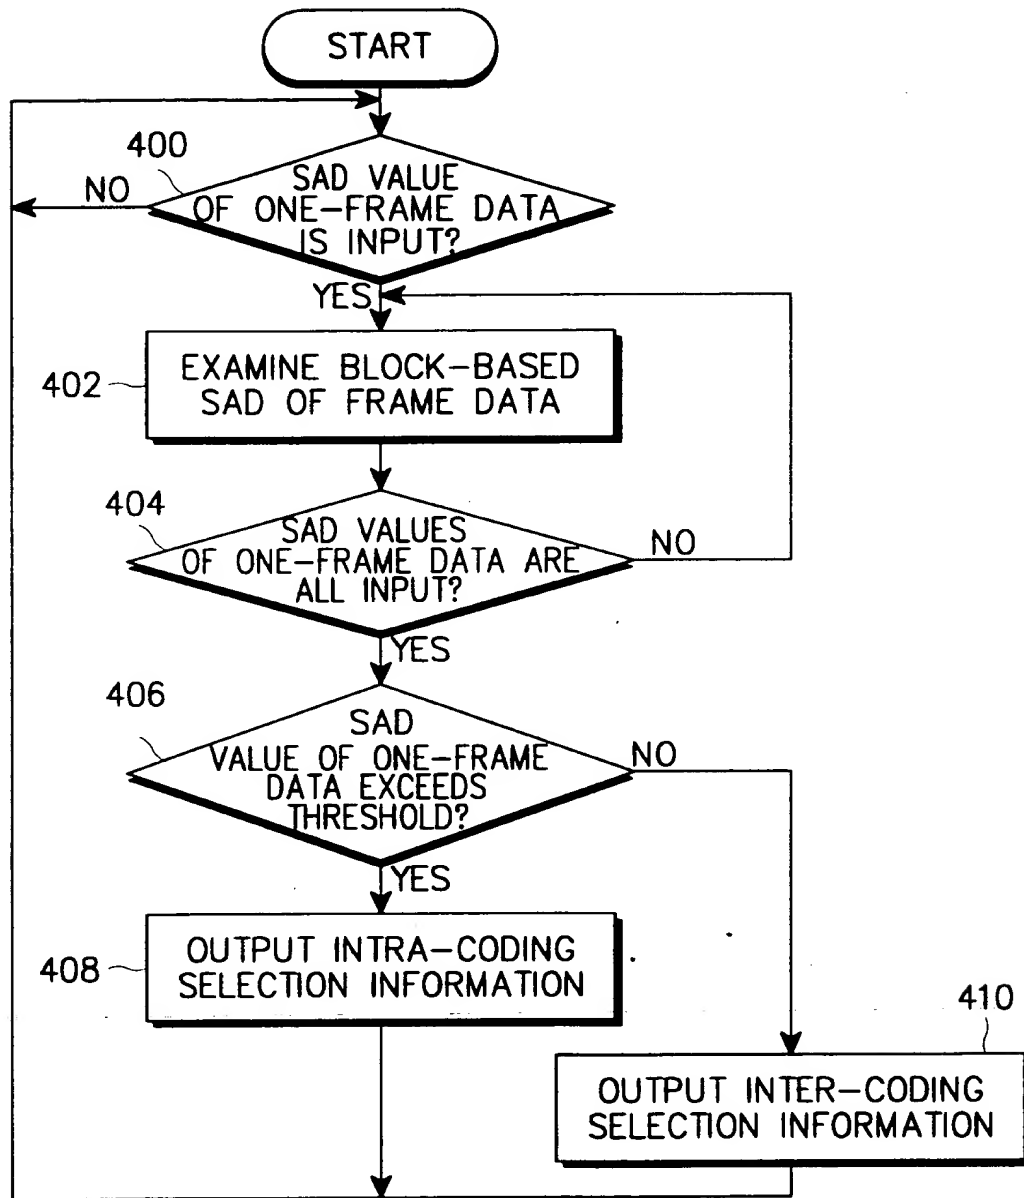 START
400
SAD VALUE
OF ONE-FRAME DATA
IS INPUT?
NO
YES
402
EXAMINE BLOCK-BASED
SAD OF FRAME DATA
404
SAD VALUES
OF ONE-FRAME DATA ARE
ALL INPUT?
NO
YES
406
SAD
VALUE OF ONE-FRAME
DATA EXCEEDS
THRESHOLD?
NO
YES
408
OUTPUT INTRA-CODING
SELECTION INFORMATION
410
OUTPUT INTER-CODING
SELECTION INFORMATION